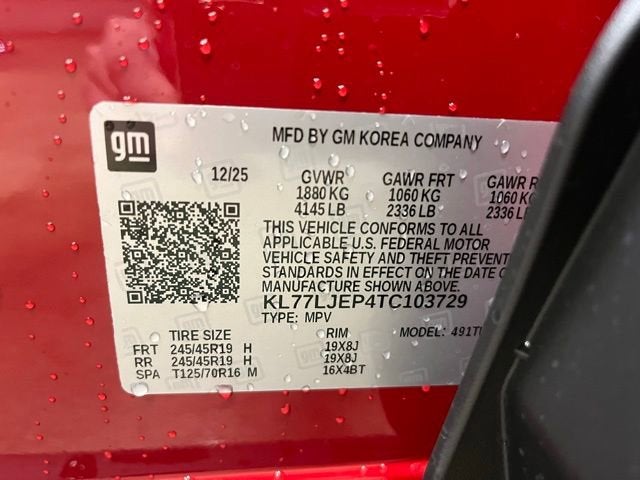 gm
MFD BY GM KOREA COMPANY
12/25 GVWR GAWR FRT GAWR
1880 KG 1060 KG 1060 KG
4145 LB 2336 LB 2336
THIS VEHICLE CONFORMS TO ALL
APPLICABLE U.S. FEDERAL MOTOR
VEHICLE SAFETY AND THEFT
STANDARDS IN EFFECT ON THE DATE
MANUFACTURE SHOWN ABOVE.
KL77LJEP4TC103729
TYPE: MPV MODEL:
TIRE SIZE RIM
FRT 245/45R19 H 19X8J
RR 245/45R19 H 19X8J
SPA T125/70R16 M 16X4BT